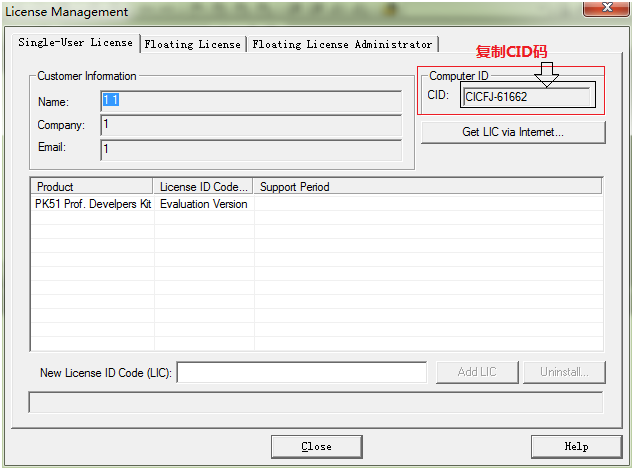 License Management
Single-User License
Floating License
Floating License Administrator
复制CID码
Customer Information
Name:
1 1
Company:
1
Email:
1
Computer ID
CID:
CICFJ-61662
Get LIC via Internet...
Product
License ID Code...
Support Period
PK51 Prof. Develpers Kit
Evaluation Version
New License ID Code (LIC):
Add LIC
Uninstall...
Close
Help